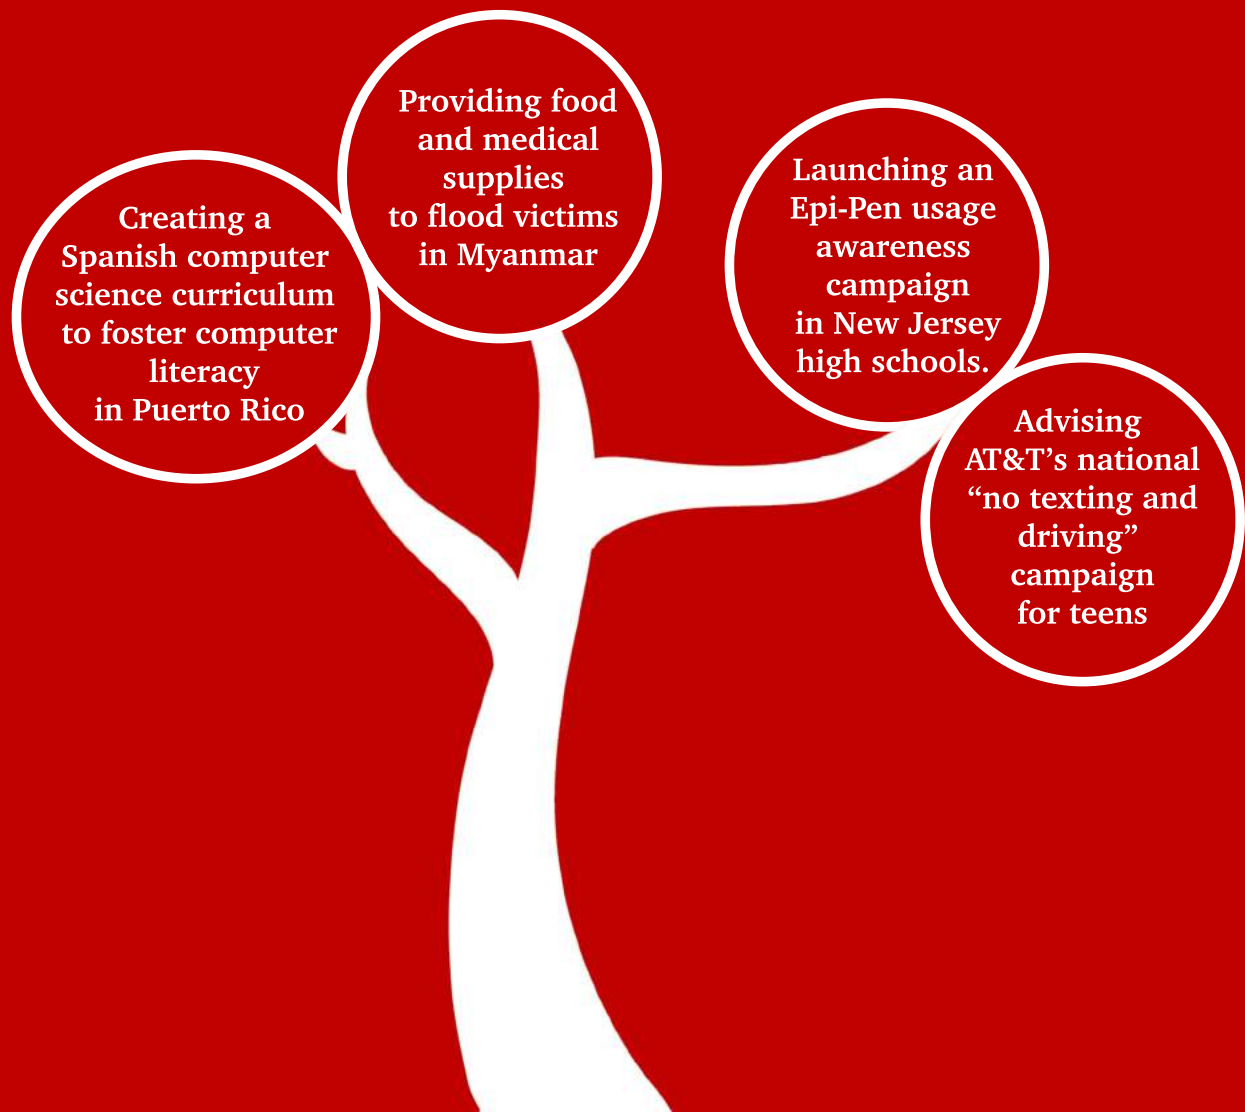 Creating a
Spanish computer
science curriculum
to foster computer
literacy
in Puerto Rico
Providing food
and medical
supplies
to flood victims
in Myanmar
Launching an
Epi-Pen usage
awareness
campaign
in New Jersey
high schools.
Advising
AT&T’s national
“no texting and
driving”
campaign
for teens